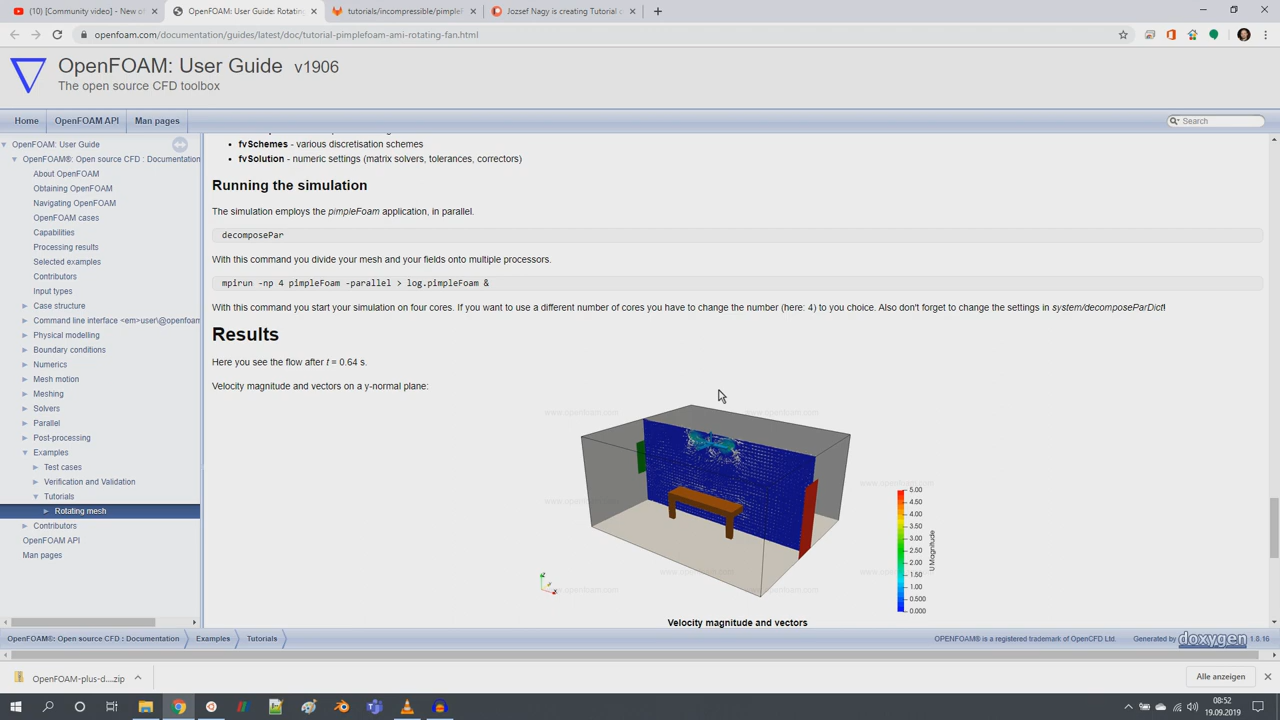 (10) [Community video] - New of
OpenFOAM: User Guide: Rotating
tutorials/incompressible/pimpleF
Jozsef Nagy is creating Tutorial c
openfoam.com/documentation/guides/latest/doc/tutorial-pimplefoam-ami-rotating-fan.html
OpenFOAM: User Guide v1906
The open source CFD toolbox
Home
OpenFOAM API
Man pages
Search
OpenFOAM: User Guide
OpenFOAM®: Open source CFD : Documentation
About OpenFOAM
Obtaining OpenFOAM
Navigating OpenFOAM
OpenFOAM cases
Capabilities
Processing results
Selected examples
Contributors
Input types
Case structure
Command line interface <em>user\@openfoam
Physical modelling
Boundary conditions
Numerics
Mesh motion
Meshing
Solvers
Parallel
Post-processing
Examples
Test cases
Verification and Validation
Tutorials
Rotating mesh
Contributors
OpenFOAM API
Man pages
fvSchemes - various discretisation schemes
fvSolution - numeric settings (matrix solvers, tolerances, correctors)
Running the simulation
The simulation employs the pimpleFoam application, in parallel.
decomposePar
With this command you divide your mesh and your fields onto multiple processors.
mpirun -np 4 pimpleFoam -parallel > log.pimpleFoam &
With this command you start your simulation on four cores. If you want to use a different number of cores you have to change the number (here: 4) to you choice. Also don't forget to change the settings in system/decomposeParDict!
Results
Here you see the flow after t = 0.64 s.
Velocity magnitude and vectors on a y-normal plane:
5.00
4.50
4.00
3.50
3.00
2.50
2.00
1.50
1.00
0.500
0.000
U Magnitude
Velocity magnitude and vectors
OpenFOAM®: Open source CFD : Documentation
Examples
Tutorials
OPENFOAM® is a registered trademark of OpenCFD Ltd.
Generated by doxygen 1.8.16
OpenFOAM-plus-d....zip
Alle anzeigen
08:52
19.09.2019